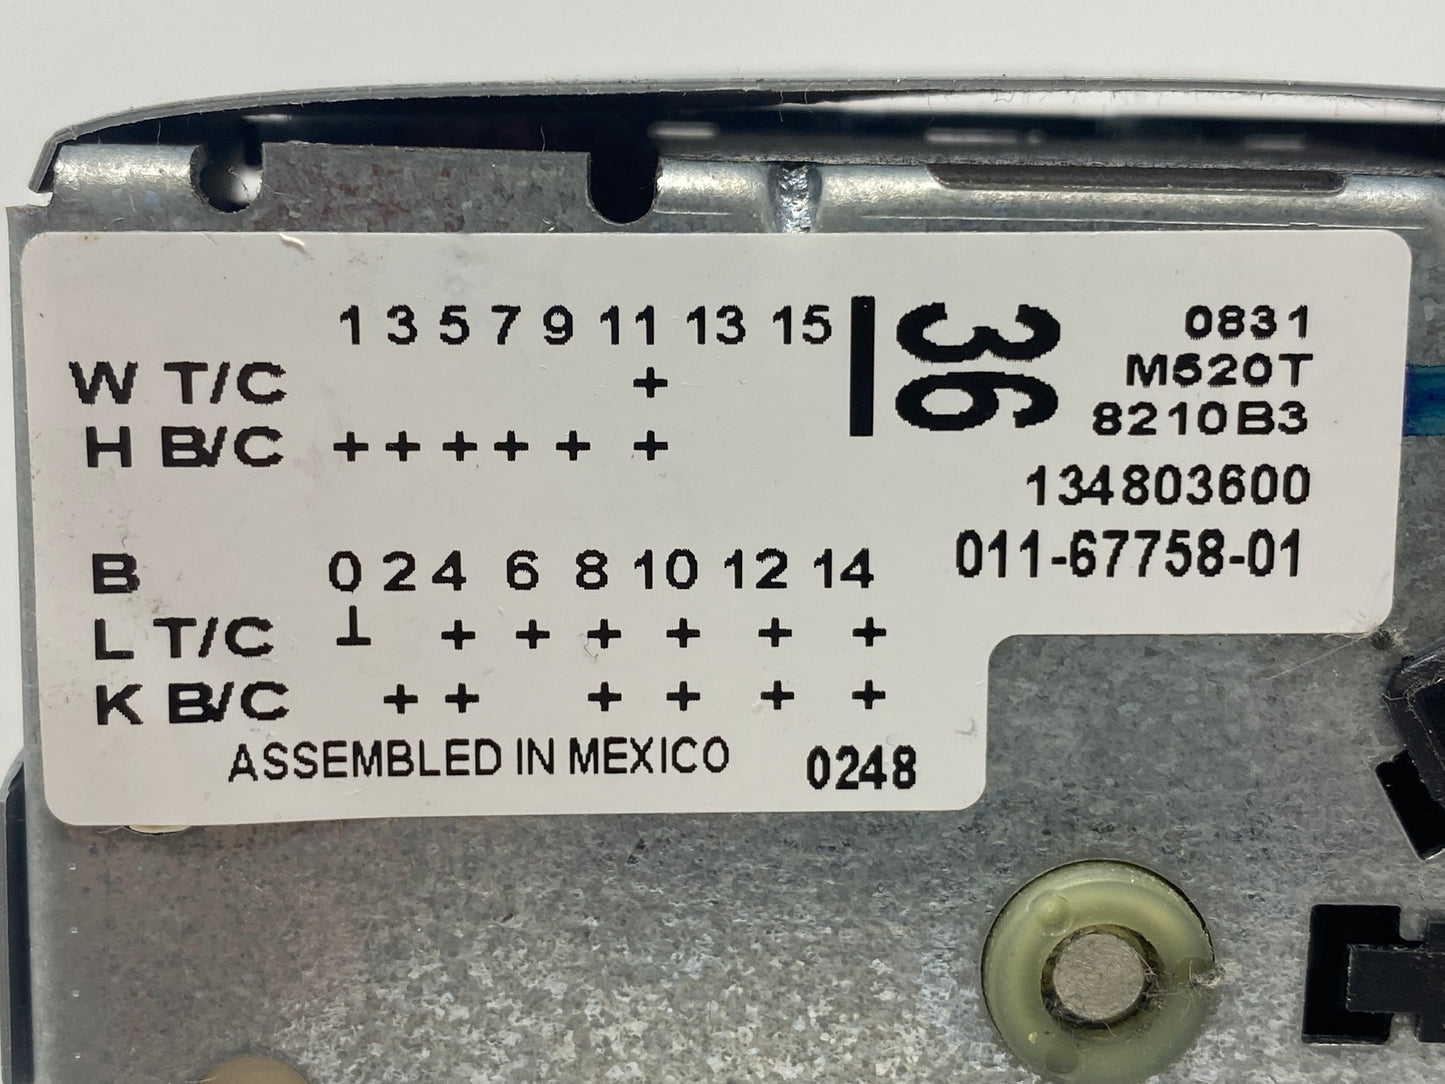 1 3 5 7 9 11 13 15
W T/C +
H B/C + + + + + +
B 0 2 4 6 8 10 12 14
L T/C ⊥ + + + + + +
K B/C + + + + + +
ASSEMBLED IN MEXICO 0248
36
0831
M520T
8210B3
134803600
011-67758-01